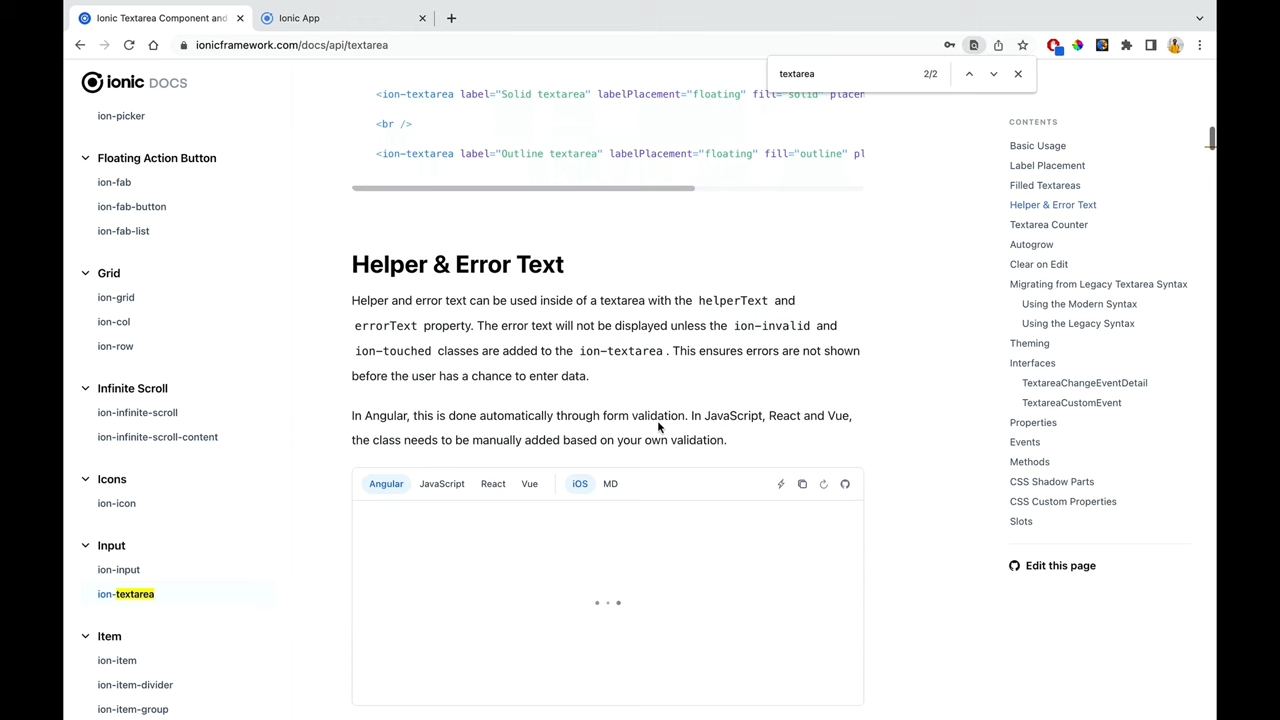 Ionic Textarea Component and
Ionic App
ionicframework.com/docs/api/textarea
textarea
2/2
ionic DOCS
ion-picker
Floating Action Button
ion-fab
ion-fab-button
ion-fab-list
Grid
ion-grid
ion-col
ion-row
Infinite Scroll
ion-infinite-scroll
ion-infinite-scroll-content
Icons
ion-icon
Input
ion-input
ion-textarea
Item
ion-item
ion-item-divider
ion-item-group
<ion-textarea label="Solid textarea" labelPlacement="floating" fill="solid" placen
<br />
<ion-textarea label="Outline textarea" labelPlacement="floating" fill="outline" pl
Helper & Error Text
Helper and error text can be used inside of a textarea with the helperText and
errorText property. The error text will not be displayed unless the ion-invalid and
ion-touched classes are added to the ion-textarea. This ensures errors are not shown
before the user has a chance to enter data.
In Angular, this is done automatically through form validation. In JavaScript, React and Vue,
the class needs to be manually added based on your own validation.
Angular JavaScript React Vue iOS MD
CONTENTS
Basic Usage
Label Placement
Filled Textareas
Helper & Error Text
Textarea Counter
Autogrow
Clear on Edit
Migrating from Legacy Textarea Syntax
Using the Modern Syntax
Using the Legacy Syntax
Theming
Interfaces
TextareaChangeEventDetail
TextareaCustomEvent
Properties
Events
Methods
CSS Shadow Parts
CSS Custom Properties
Slots
Edit this page